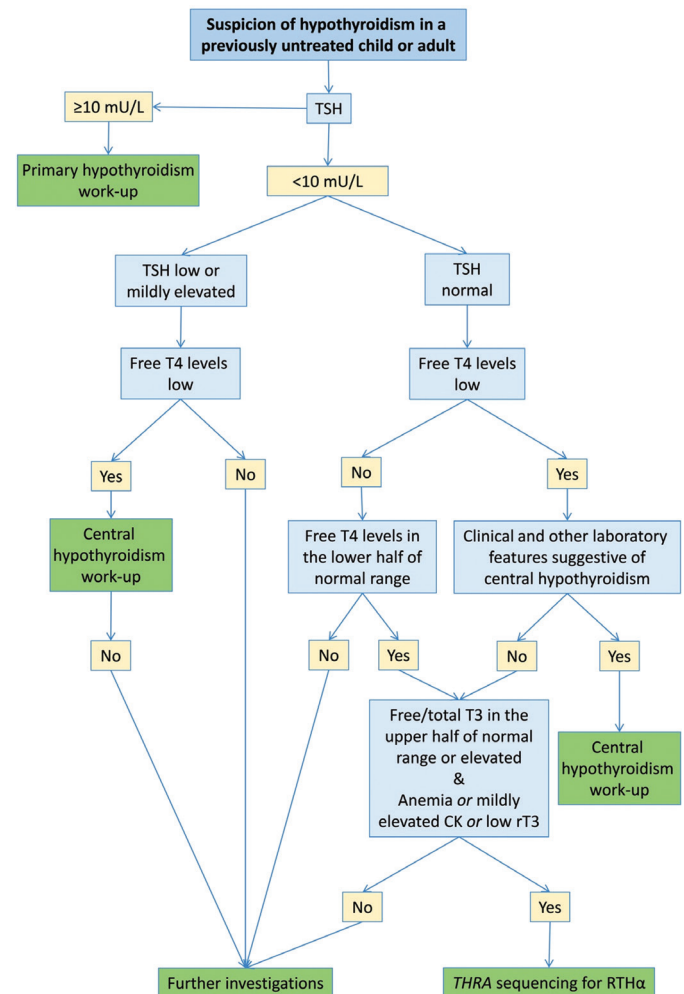 Suspicion of hypothyroidism in a
previously untreated child or adult
≥10 mU/L
TSH
Primary hypothyroidism
work-up
<10 mU/L
TSH low or
mildly elevated
TSH
normal
Free T4 levels
low
Free T4 levels
low
Yes
No
No
Yes
Central
hypothyroidism
work-up
Free T4 levels in
the lower half of
normal range
Clinical and other laboratory
features suggestive of
central hypothyroidism
No
No
Yes
No
Yes
Free/total T3 in the
upper half of normal
range or elevated
&
Anemia or mildly
elevated CK or low rT3
Central
hypothyroidism
work-up
No
Yes
Further investigations
THRA sequencing for RTHα